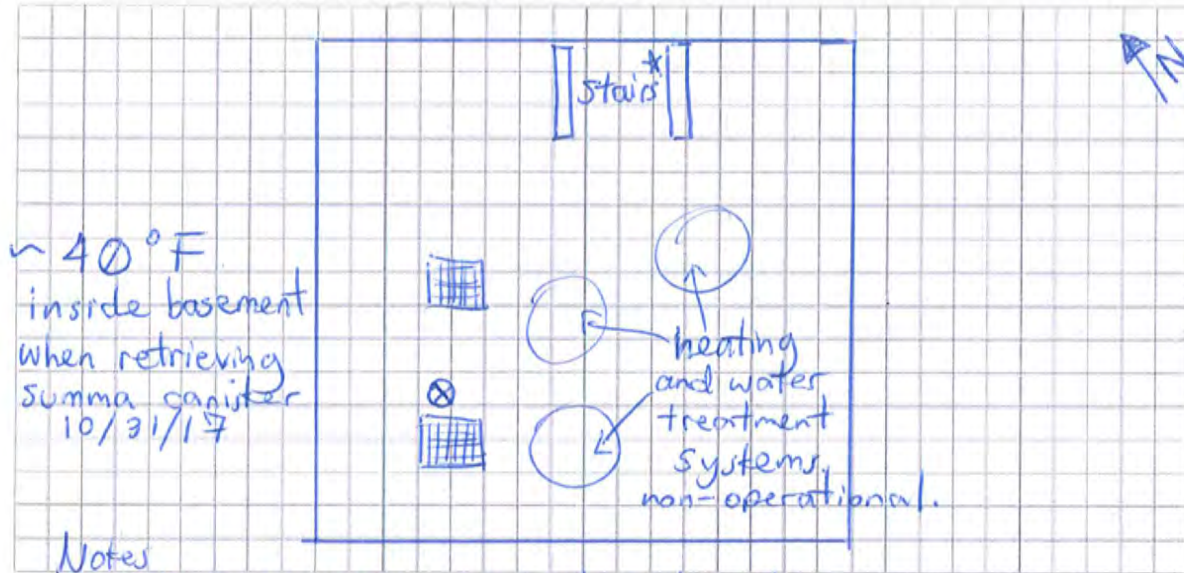 stairs*
N
~ 40°F
inside basement
when retrieving
summa canister
10/31/17
heating
and water
treatment
systems,
non-operational.
Notes